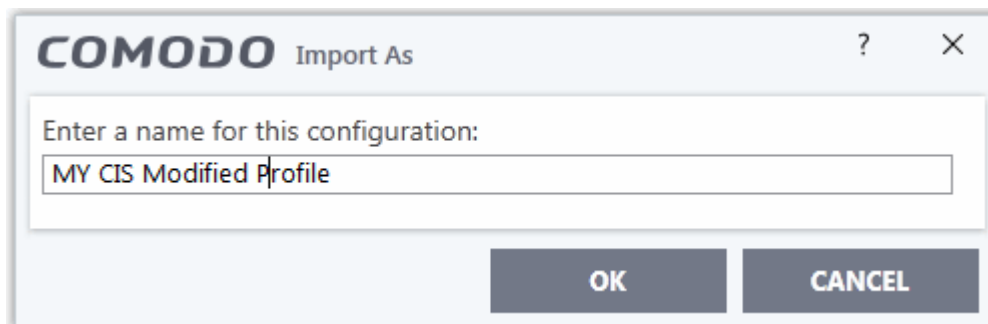 COMODO Import As ?
Enter a name for this configuration:
MY CIS Modified Profile
OK CANCEL